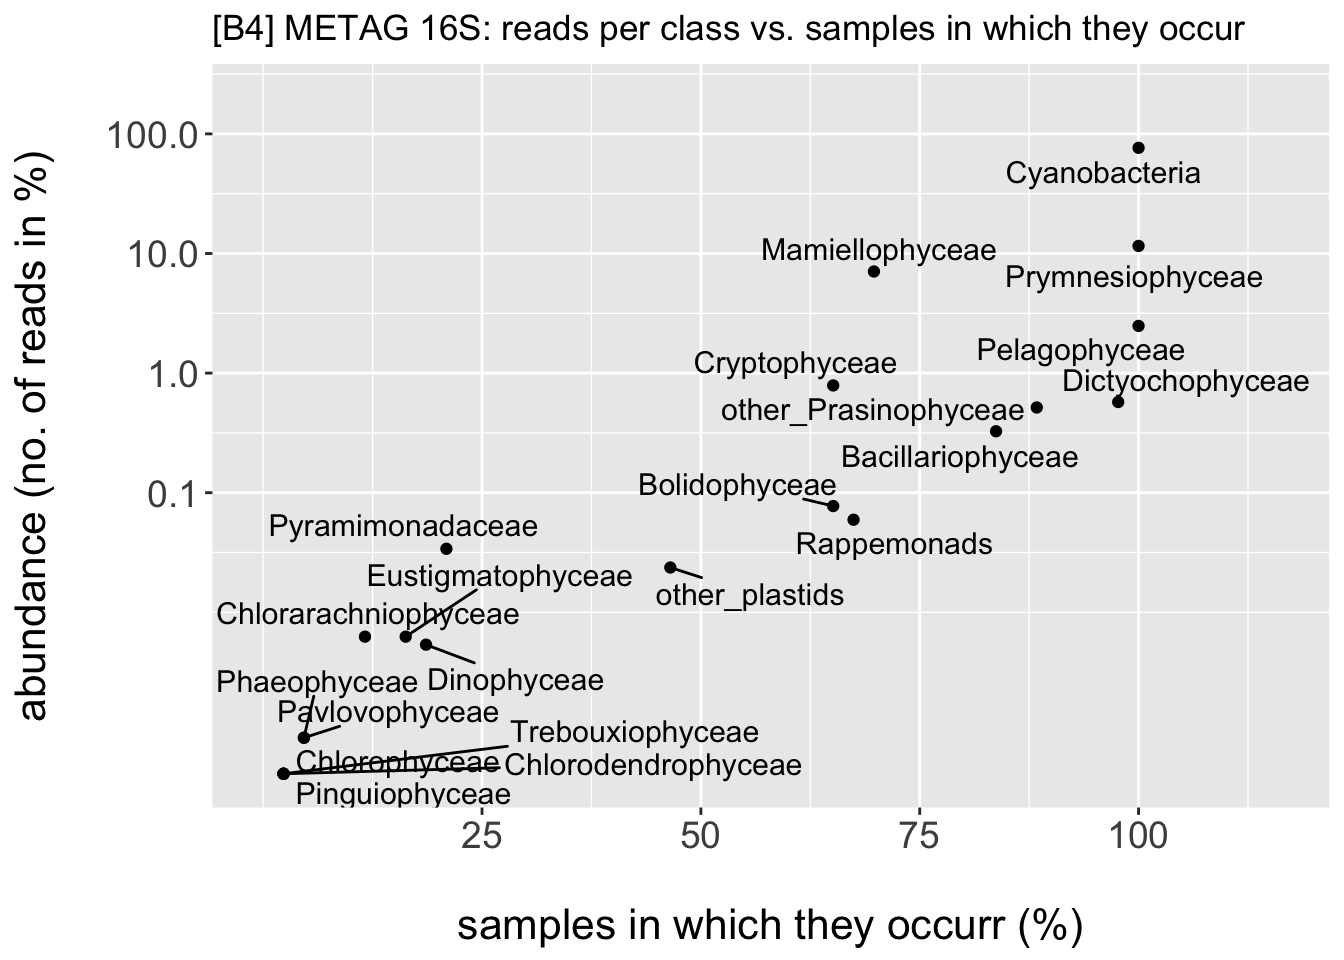 [B4] METAG 16S: reads per class vs. samples in which they occur
abundance (no. of reads in %)
100.0
10.0
1.0
0.1
Cyanobacteria
Mamiellophyceae
Prymnesiophyceae
Pelagophyceae
Cryptophyceae
Dictyochophyceae
other_Prasinophyceae
Bacillariophyceae
Bolidophyceae
Pyramimonadaceae
Rappemonads
Eustigmatophyceae
other_plastids
Chlorarachniophyceae
Phaeophyceae
Dinophyceae
Pavlovophyceae
Trebouxiophyceae
Chlorophyceae
Chlorodendrophyceae
Pinguiophyceae
25
50
75
100
samples in which they occurr (%)